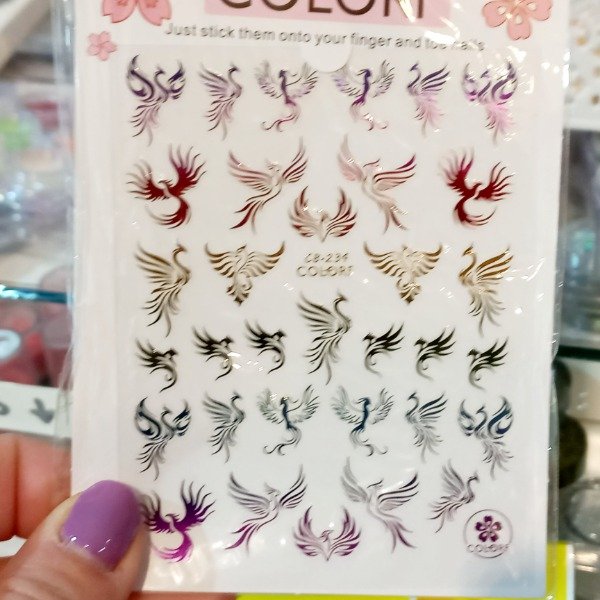 COLORF
Just stick them onto your finger and toe nails
CB-234
COLORF
COLORF